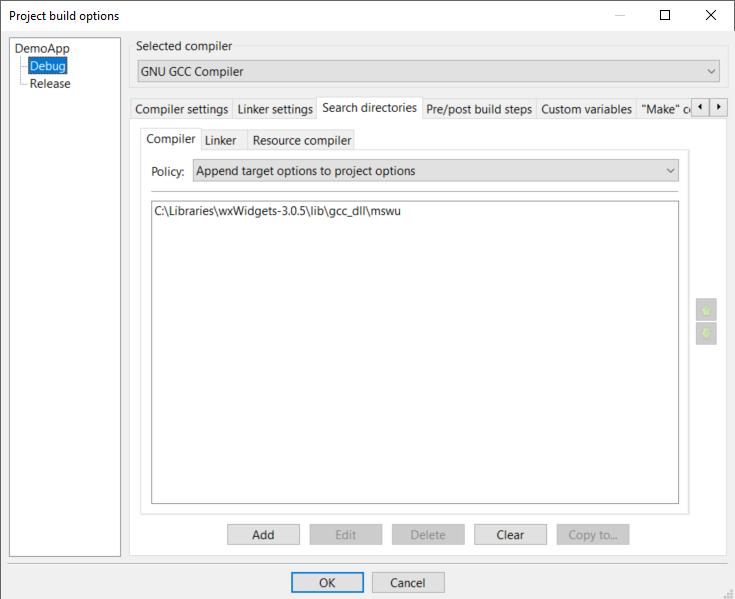 Project build options
DemoApp
Debug
Release
Selected compiler
GNU GCC Compiler
Compiler settings Linker settings Search directories Pre/post build steps Custom variables "Make" co
Compiler Linker Resource compiler
Policy: Append target options to project options
C:\Libraries\wxWidgets-3.0.5\lib\gcc_dll\mswu
Add Edit Delete Clear Copy to...
OK Cancel